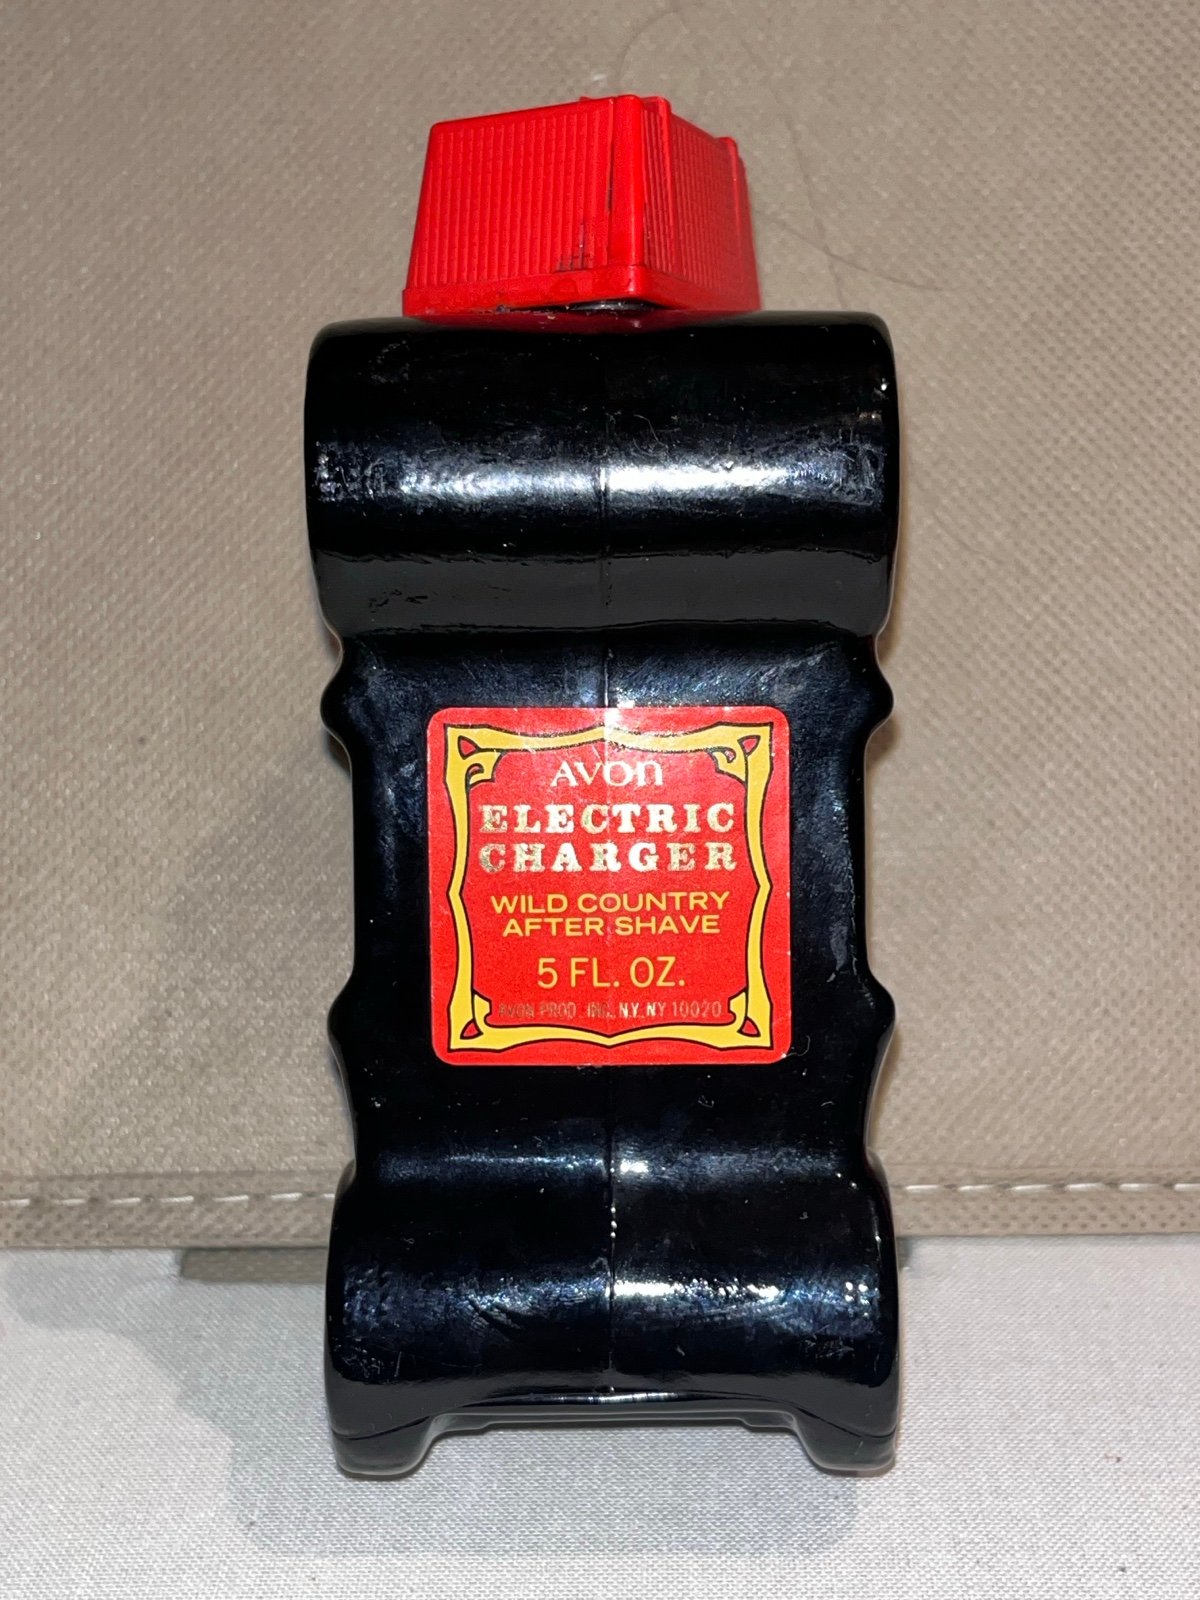 AVON
ELECTRIC
CHARGER
WILD COUNTRY
AFTER SHAVE
5 FL. OZ.
AVON PROD. INC., N.Y., NY 10020